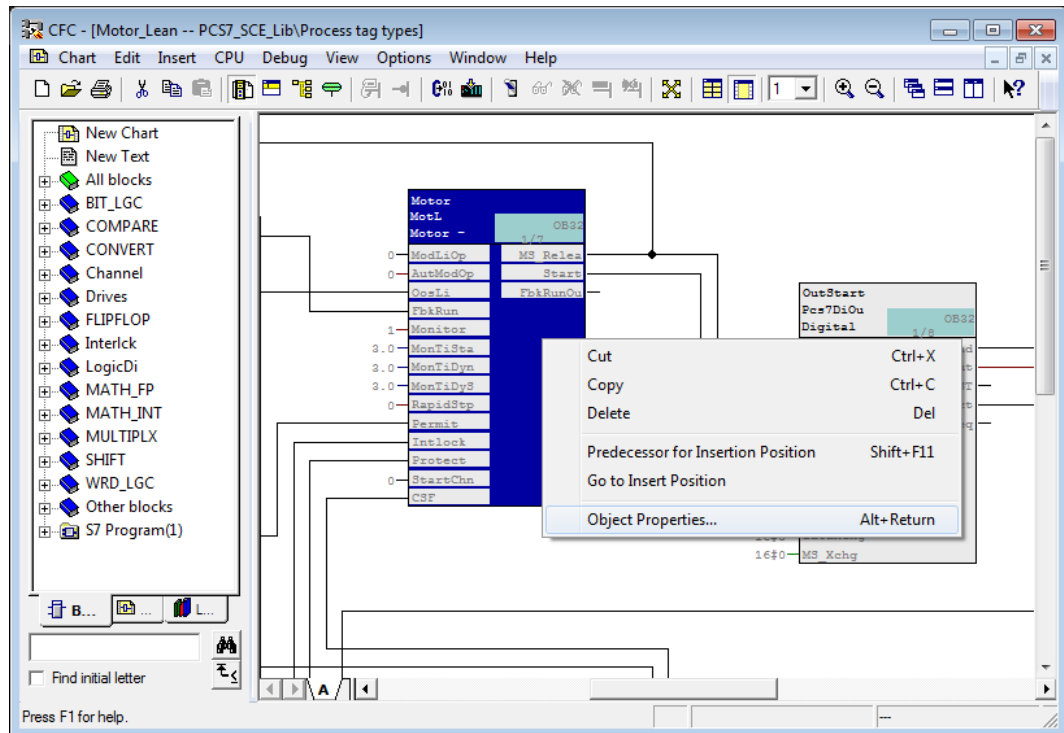 CFC - [Motor_Lean -- PCS7_SCE_Lib\Process tag types]
Chart Edit Insert CPU Debug View Options Window Help
1
New Chart
New Text
All blocks
BIT_LGC
COMPARE
CONVERT
Channel
Drives
FLIPFLOP
Interlck
LogicDi
MATH_FP
MATH_INT
MULTIPLX
SHIFT
WRD_LGC
Other blocks
S7 Program(1)
B... ... L...
Find initial letter
Motor
MotL
Motor - OB32
1/7
0 ModLiOp MS_Relea
0 AutModOp Start
OosLi FbkRunOu
FbkRun
1 Monitor
3.0 MonTiSta
3.0 MonTiDyn
3.0 MonTiDyS
0 RapidStp
Permit
Intlock
Protect
0 StartChn
CSF
OutStart
Pcs7DiOu
Digital OB32
1/8
Cut Ctrl+X
Copy Ctrl+C
Delete Del
Predecessor for Insertion Position Shift+F11
Go to Insert Position
Object Properties... Alt+Return
16#0 MS_Xchg
A
Press F1 for help.
---